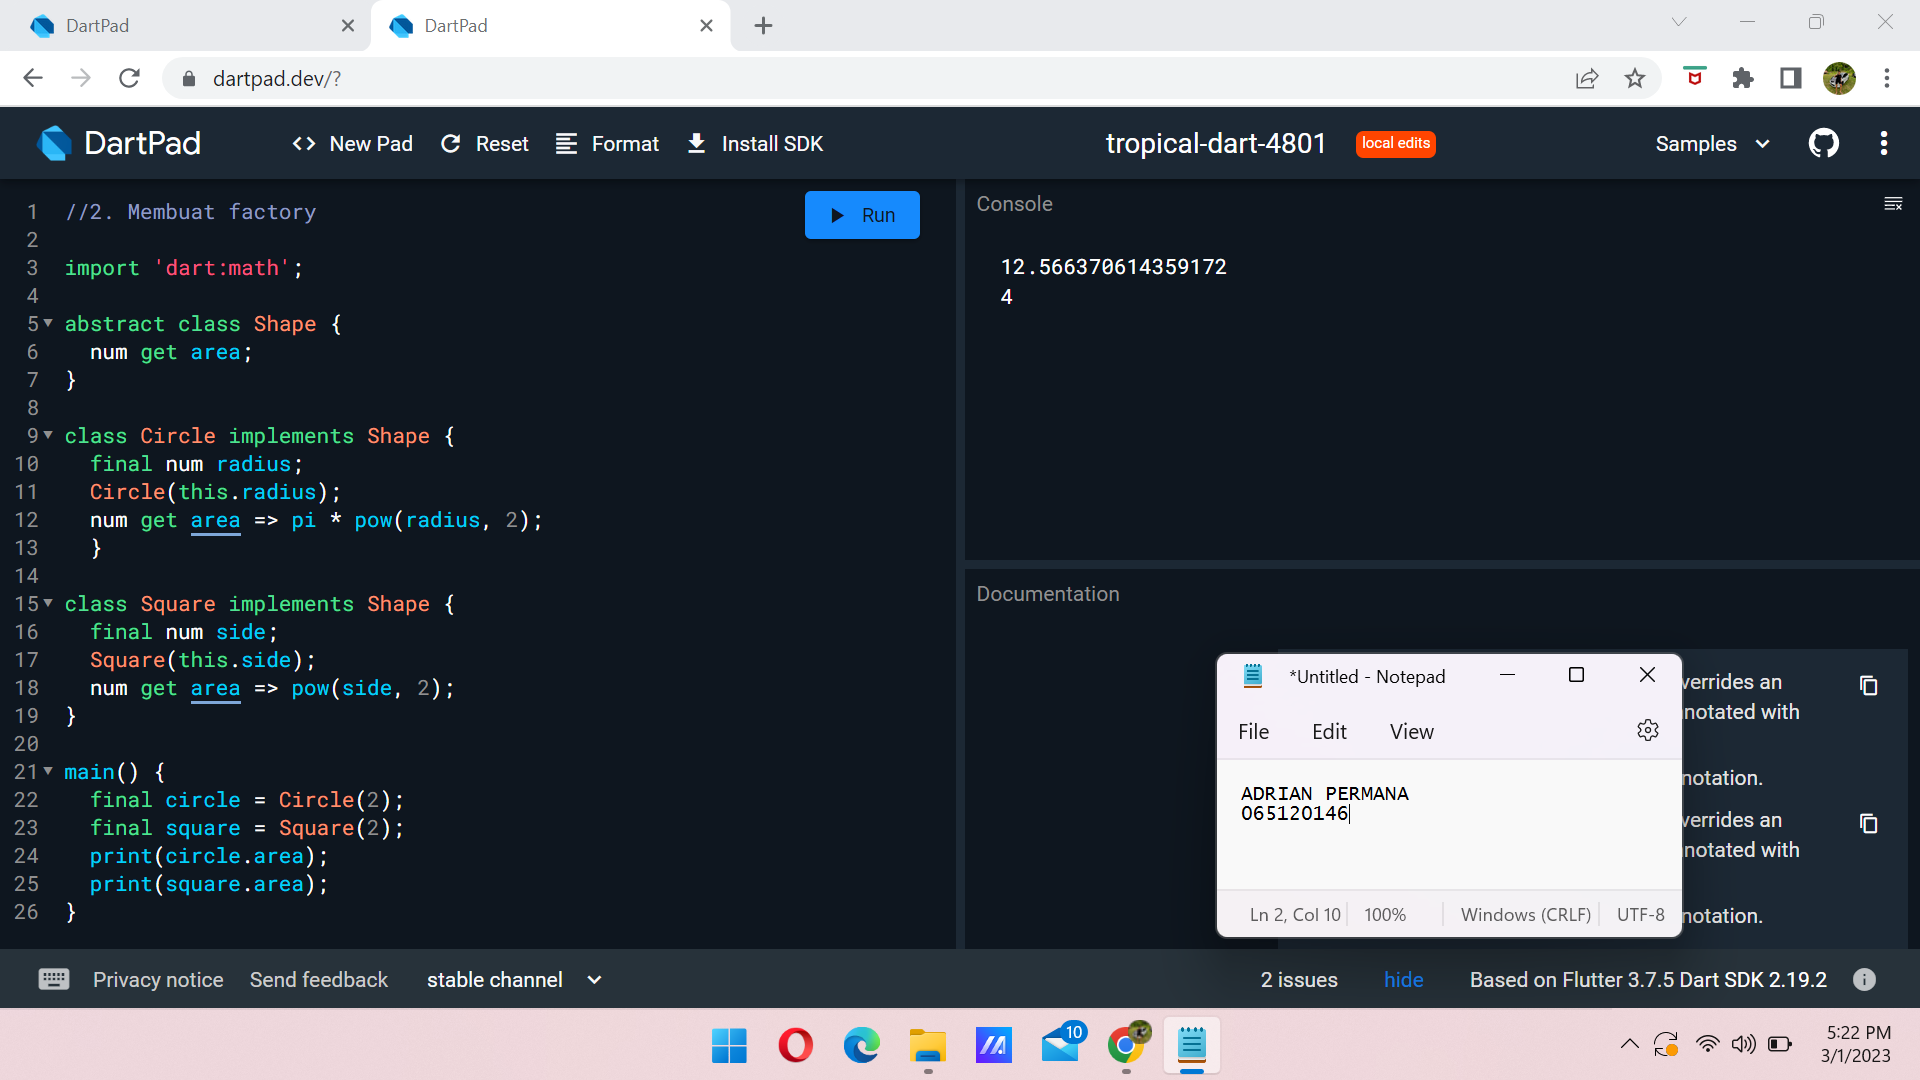 DartPad
DartPad
dartpad.dev/?
DartPad
New Pad
Reset
Format
Install SDK
tropical-dart-4801
local edits
Samples
1 //2. Membuat factory
2
3 import 'dart:math';
4
5 abstract class Shape {
6 num get area;
7 }
8
9 class Circle implements Shape {
10 final num radius;
11 Circle(this.radius);
12 num get area => pi * pow(radius, 2);
13 }
14
15 class Square implements Shape {
16 final num side;
17 Square(this.side);
18 num get area => pow(side, 2);
19 }
20
21 main() {
22 final circle = Circle(2);
23 final square = Square(2);
24 print(circle.area);
25 print(square.area);
26 }
Run
Console
12.566370614359172
4
Documentation
verrides an
notated with
notation.
verrides an
notated with
notation.
*Untitled - Notepad
File Edit View
ADRIAN PERMANA
065120146
Ln 2, Col 10 100% Windows (CRLF) UTF-8
Privacy notice
Send feedback
stable channel
2 issues
hide
Based on Flutter 3.7.5 Dart SDK 2.19.2
10
5:22 PM
3/1/2023